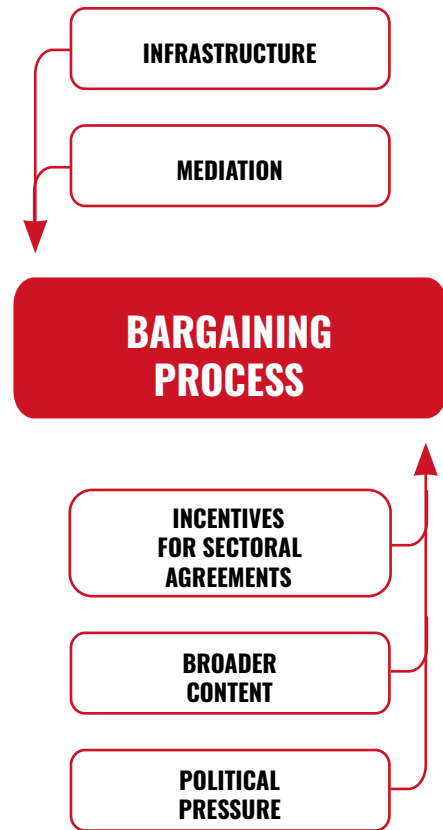 INFRASTRUCTURE
MEDIATION
BARGAINING
PROCESS
INCENTIVES
FOR SECTORAL
AGREEMENTS
BROADER
CONTENT
POLITICAL
PRESSURE